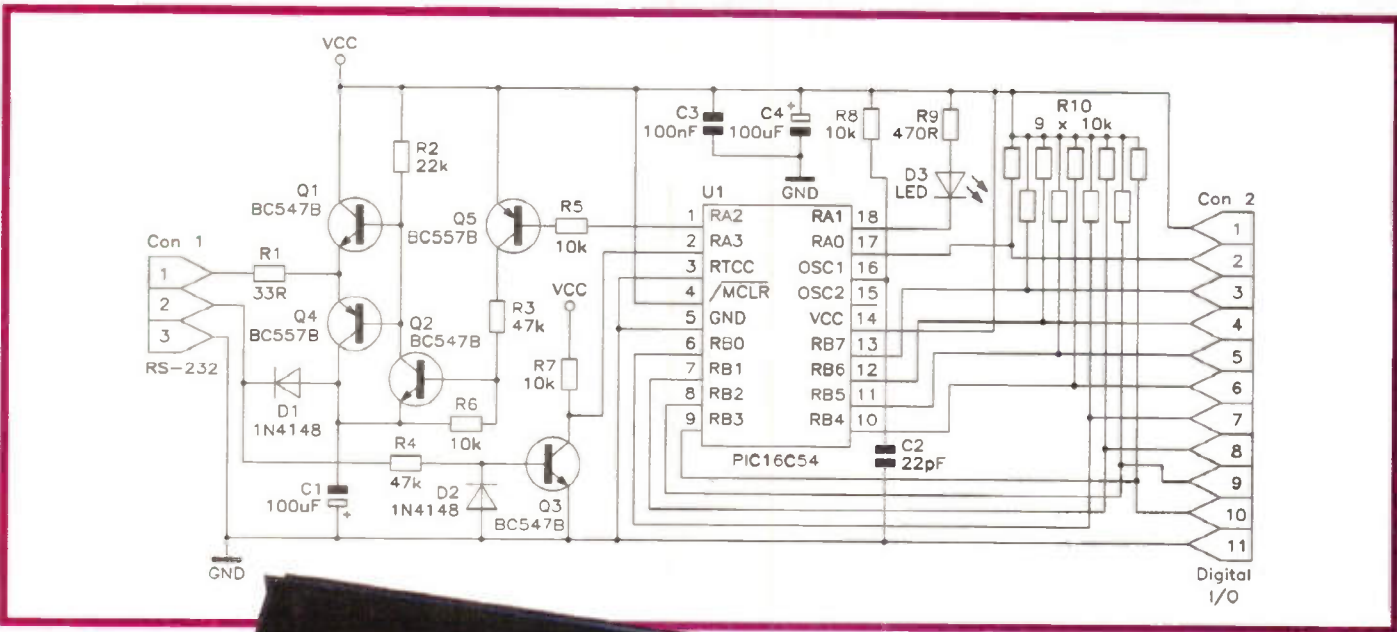 VCC
Q1
BC547B
R2
22k
Q5
BC557B
R5
10k
C3
100nF
C4
+
100uF
GND
R8
10k
R9
470R
D3
LED
R10
9 x 10k
Con 1
1
2
3
RS-232
R1
33R
Q4
BC557B
Q2
BC547B
R3
47k
VCC
R7
10k
D1
1N4148
R6
10k
R4
47k
D2
1N4148
Q3
BC547B
C1
100uF
+
GND
U1
1 RA2 RA1 18
2 RA3 RA0 17
3 RTCC OSC1 16
4 /MCLR OSC2 15
5 GND VCC 14
6 RB0 RB7 13
7 RB1 RB6 12
8 RB2 RB5 11
9 RB3 RB4 10
PIC16C54
C2
22pF
Con 2
1
2
3
4
5
6
7
8
9
10
11
Digital
I/O